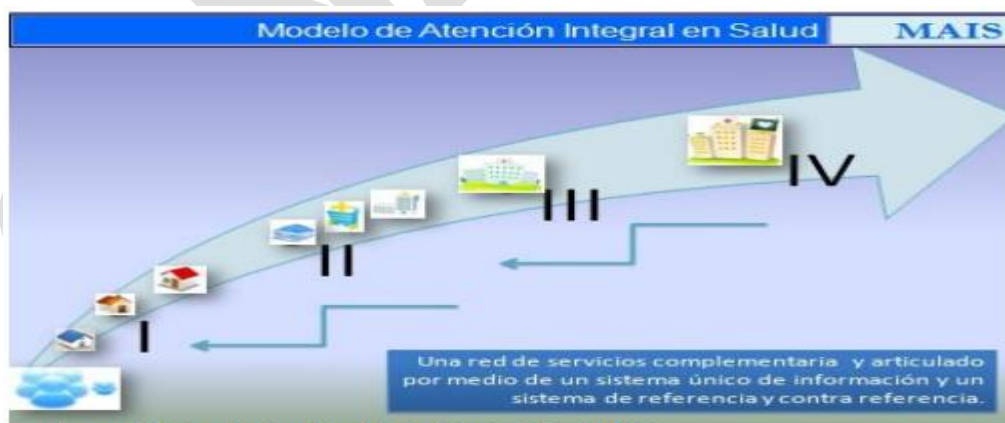 Modelo de Atención Integral en Salud MAIS
IV
III
II
I
Una red de servicios complementaria y articulado
por medio de un sistema único de información y un
sistema de referencia y contra referencia.